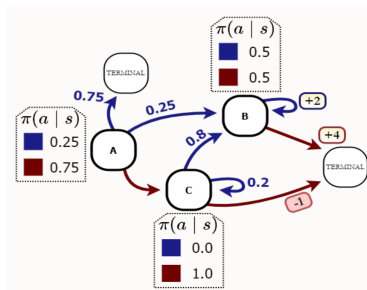 π(a | s)
0.5
0.5
TERMINAL
0.75
0.25
B
+2
π(a | s)
0.25
0.75
A
0.8
+4
TERMINAL
C
0.2
-1
π(a | s)
0.0
1.0